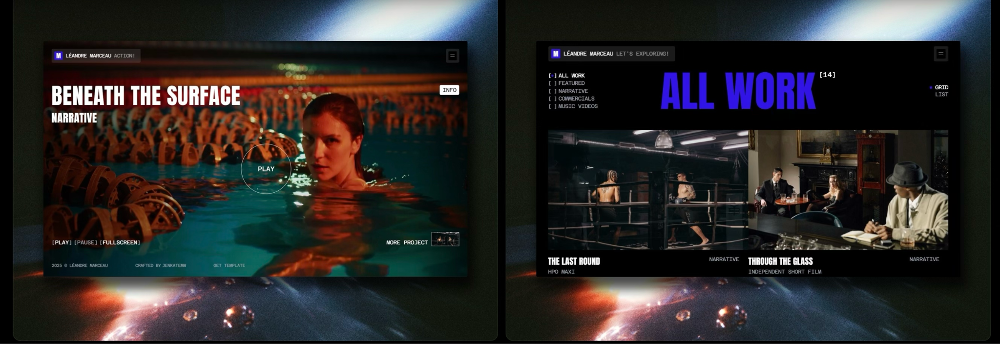 M LÉANDRE MARCEAU ACTION!
BENEATH THE SURFACE
INFO
NARRATIVE
PLAY
[PLAY] [PAUSE] [FULLSCREEN]
MORE PROJECT
2025 © LÉANDRE MARCEAU
CRAFTED BY JENKATEMW
GET TEMPLATE
M LÉANDRE MARCEAU LET'S EXPLORING!
[•] ALL WORK
[ ] FEATURED
[ ] NARRATIVE
[ ] COMMERCIALS
[ ] MUSIC VIDEOS
ALL WORK [14]
GRID
LIST
THE LAST ROUND
NARRATIVE
HPO MAXI
THROUGH THE GLASS
NARRATIVE
INDEPENDENT SHORT FILM